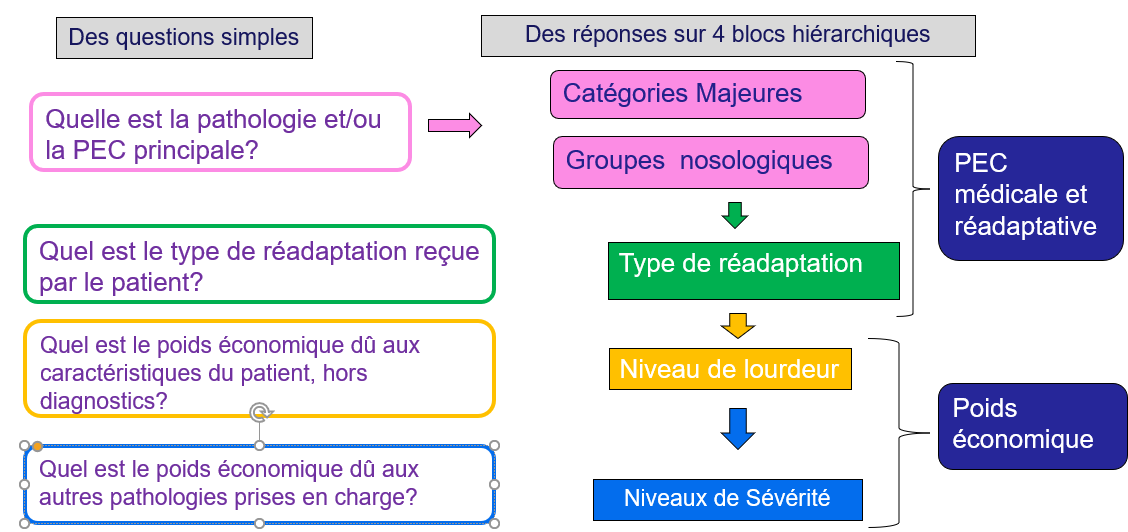 Des questions simples
Des réponses sur 4 blocs hiérarchiques
Quelle est la pathologie et/ou
la PEC principale?
Catégories Majeures
Groupes nosologiques
PEC
médicale et
réadaptative
Quel est le type de réadaptation reçue
par le patient?
Type de réadaptation
Quel est le poids économique dû aux
caractéristiques du patient, hors
diagnostics?
Niveau de lourdeur
Poids
économique
Quel est le poids économique dû aux
autres pathologies prises en charge?
Niveaux de Sévérité